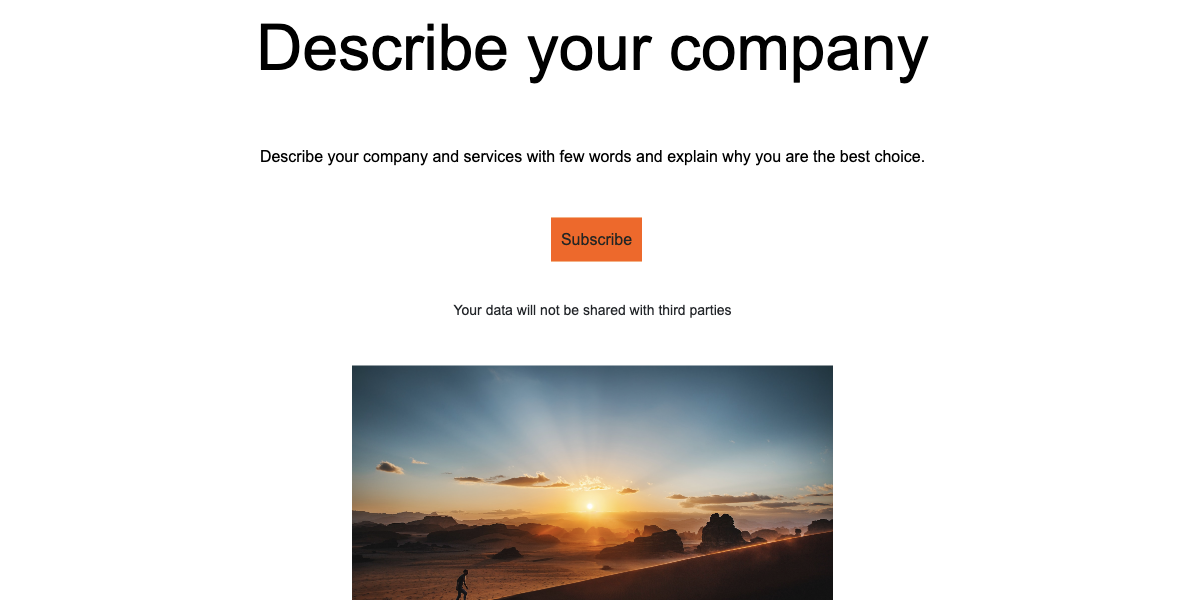 Describe your company
Describe your company and services with few words and explain why you are the best choice.
Subscribe
Your data will not be shared with third parties